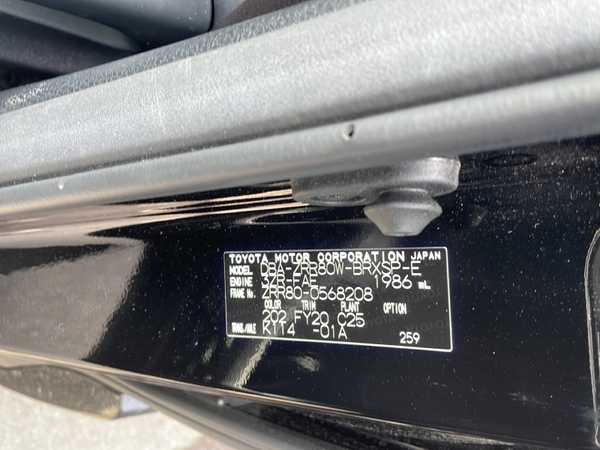 TOYOTA MOTOR CORPORATION JAPAN
MODEL DBA-ZRR80W-BRXSP-E
ENGINE 3ZR-FAE 1986 mL
FRAME No. ZRR80-0568208
COLOR TRIM PLANT OPTION
202 FY20 C25
TRANS./AXLE K114 -01A 259